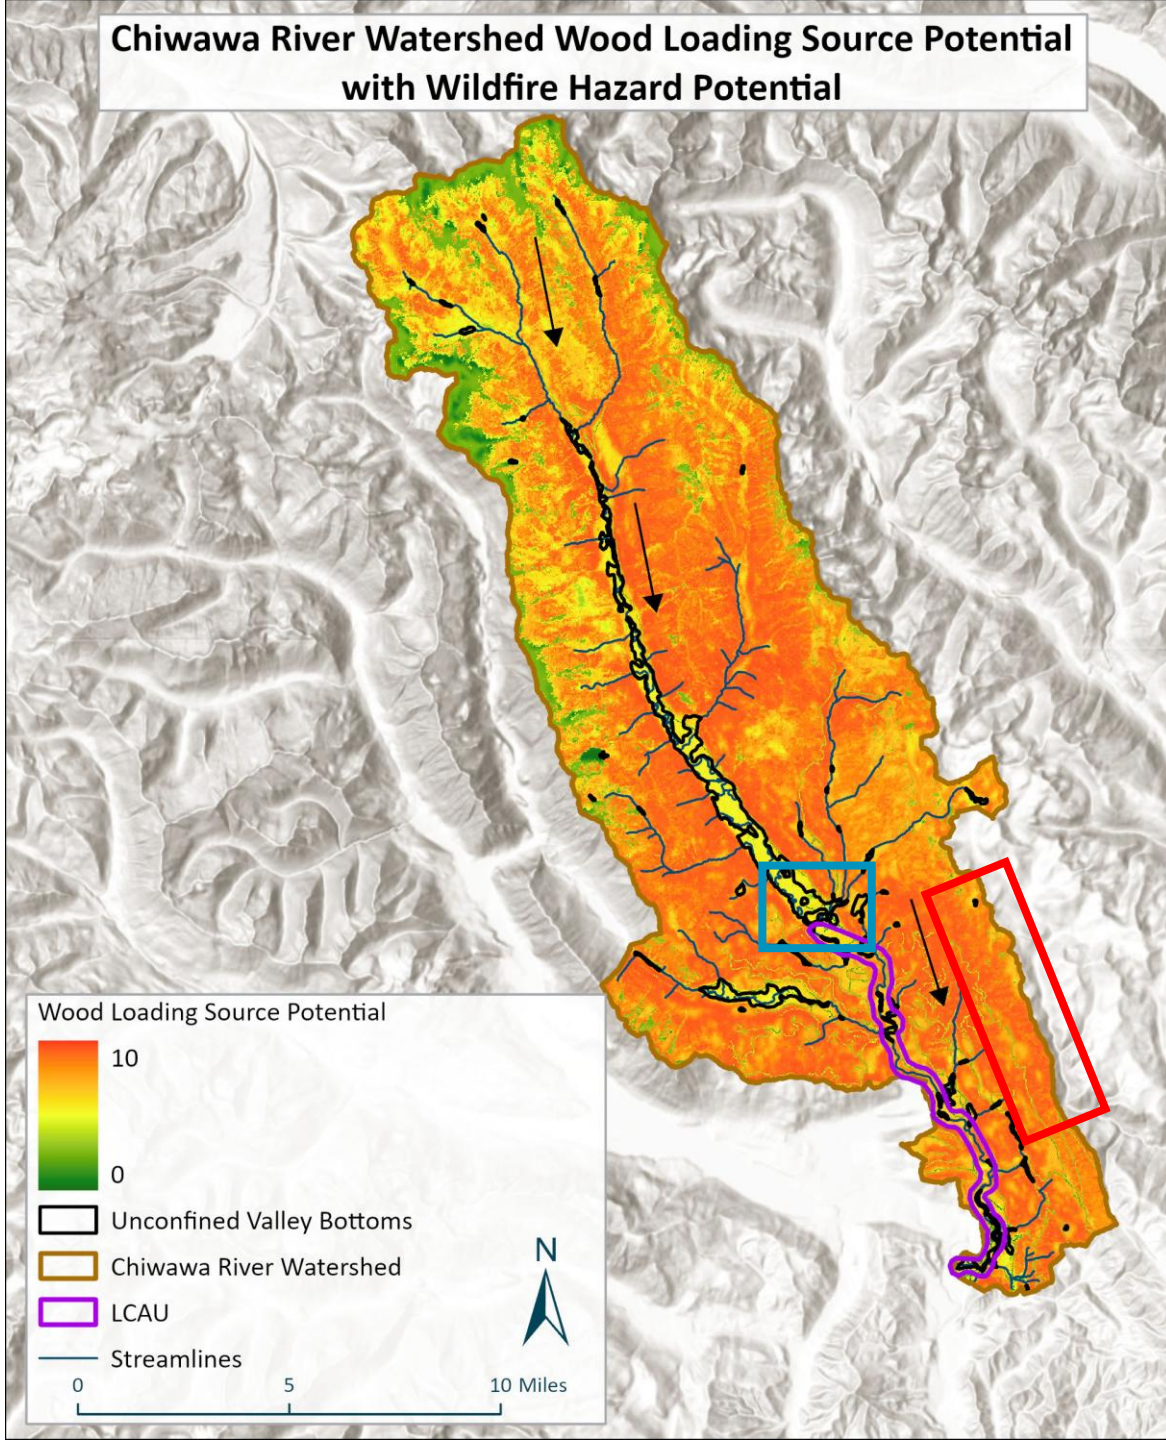 Chiwawa River Watershed Wood Loading Source Potential
with Wildfire Hazard Potential
Wood Loading Source Potential
10
0
Unconfined Valley Bottoms
Chiwawa River Watershed
LCAU
Streamlines
N
0 5 10 Miles